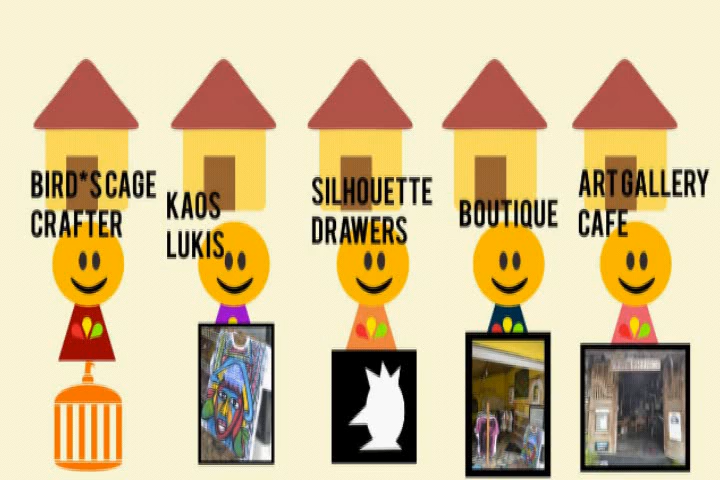 BIRD*S CAGE
CRAFTER
KAOS
LUKIS
SILHOUETTE
DRAWERS
BOUTIQUE
ART GALLERY
CAFE